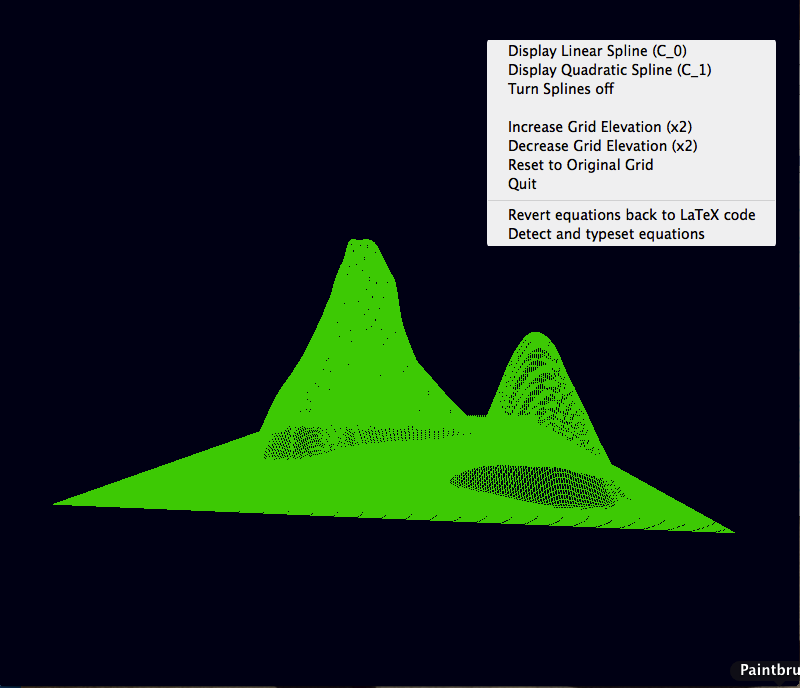 Display Linear Spline (C_0)
Display Quadratic Spline (C_1)
Turn Splines off
Increase Grid Elevation (x2)
Decrease Grid Elevation (x2)
Reset to Original Grid
Quit
Revert equations back to LaTeX code
Detect and typeset equations
Paintbru